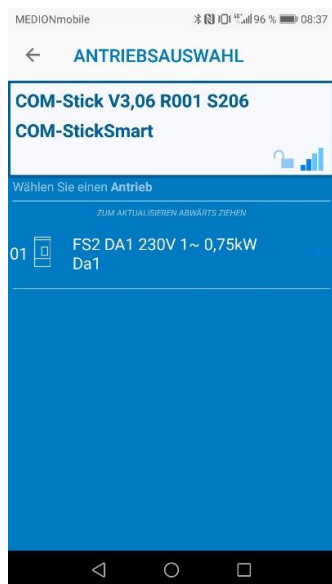 MEDIONmobile 96 % 08:37
ANTRIEBSAUSWAHL
COM-Stick V3,06 R001 S206
COM-StickSmart
Wählen Sie einen Antrieb
ZUM AKTUALISIEREN ABWÄRTS ZIEHEN
01 FS2 DA1 230V 1~ 0,75kW
Da1